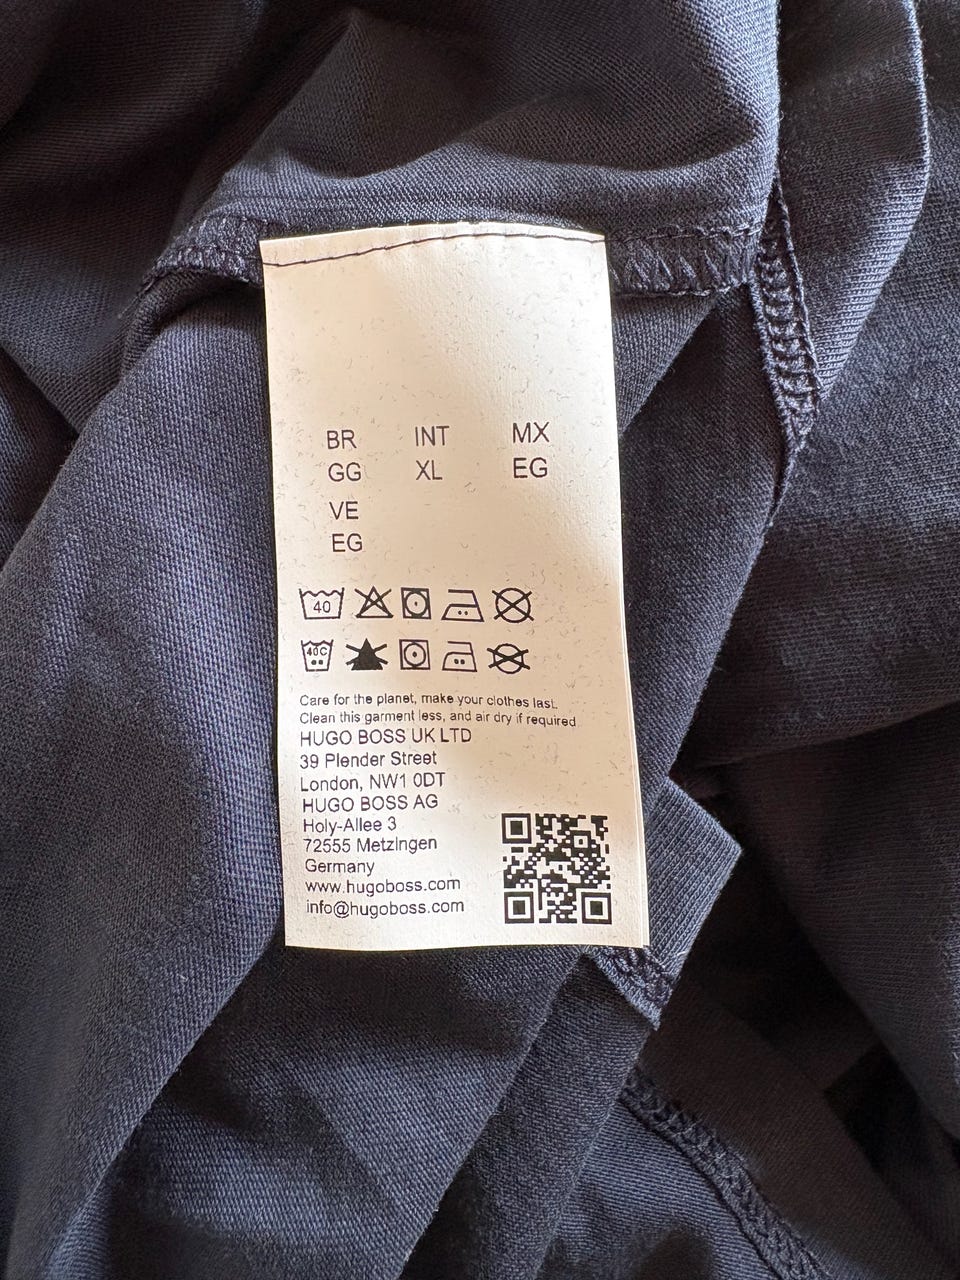 BR INT MX
GG XL EG
VE
EG
40
40C
Care for the planet, make your clothes last.
Clean this garment less, and air dry if required
HUGO BOSS UK LTD
39 Plender Street
London, NW1 0DT
HUGO BOSS AG
Holy-Allee 3
72555 Metzingen
Germany
www.hugoboss.com
info@hugoboss.com